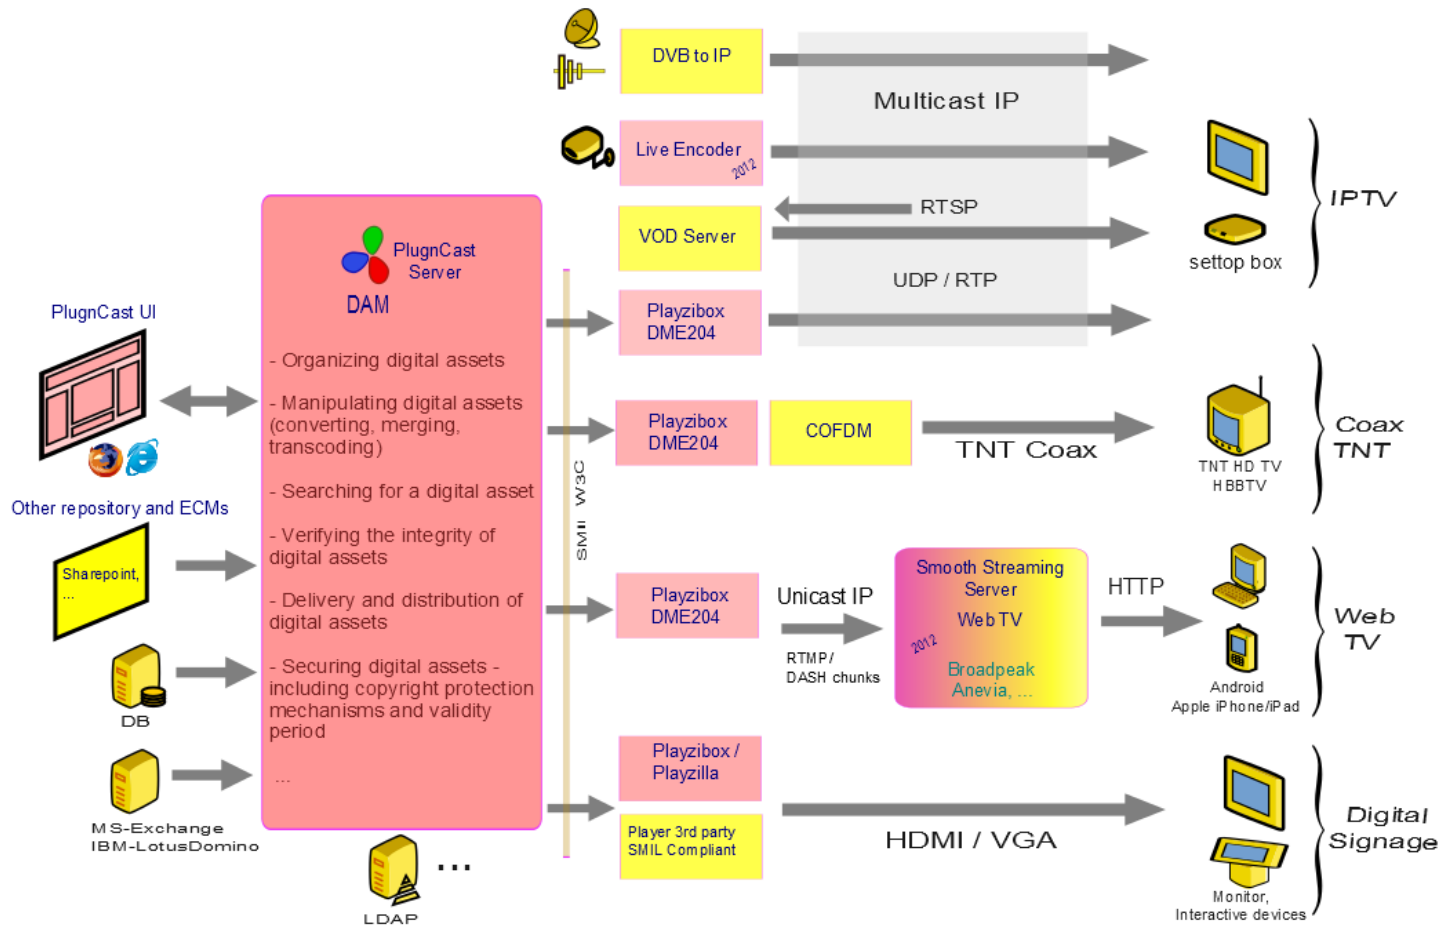 DVB to IP
Multicast IP
Live Encoder
2012
RTSP
VOD Server
UDP / RTP
settop box
IPTV
PlugnCast
Server
DAM
- Organizing digital assets
- Manipulating digital assets
(converting, merging,
transcoding)
- Searching for a digital asset
- Verifying the integrity of
digital assets
- Delivery and distribution of
digital assets
- Securing digital assets -
including copyright protection
mechanisms and validity
period
...
PlugnCast UI
Other repository and ECMs
Sharepoint,
...
DB
MS-Exchange
IBM-LotusDomino
LDAP
...
SMIL W3C
Playzibox
DME204
Playzibox
DME204
COFDM
TNT Coax
TNT HD TV
HBBTV
Coax
TNT
Playzibox
DME204
Unicast IP
RTMP/
DASH chunks
Smooth Streaming
Server
Web TV
2012
Broadpeak
Anevia, ...
HTTP
Android
Apple iPhone/iPad
Web
TV
Playzibox /
Playzilla
Player 3rd party
SMIL Compliant
HDMI / VGA
Monitor,
Interactive devices
Digital
Signage